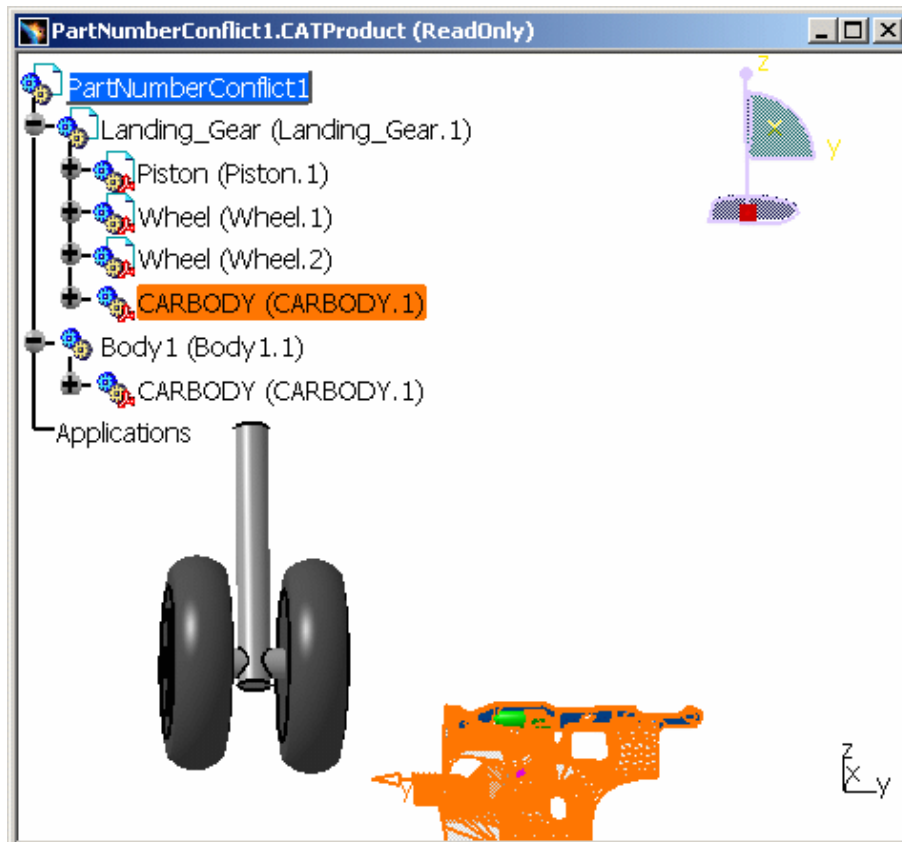 PartNumberConflict1.CATProduct (ReadOnly)
PartNumberConflict1
Landing_Gear (Landing_Gear.1)
Piston (Piston.1)
Wheel (Wheel.1)
Wheel (Wheel.2)
CARBODY (CARBODY.1)
Body1 (Body1.1)
CARBODY (CARBODY.1)
Applications
z
x
y
y
z
x
y